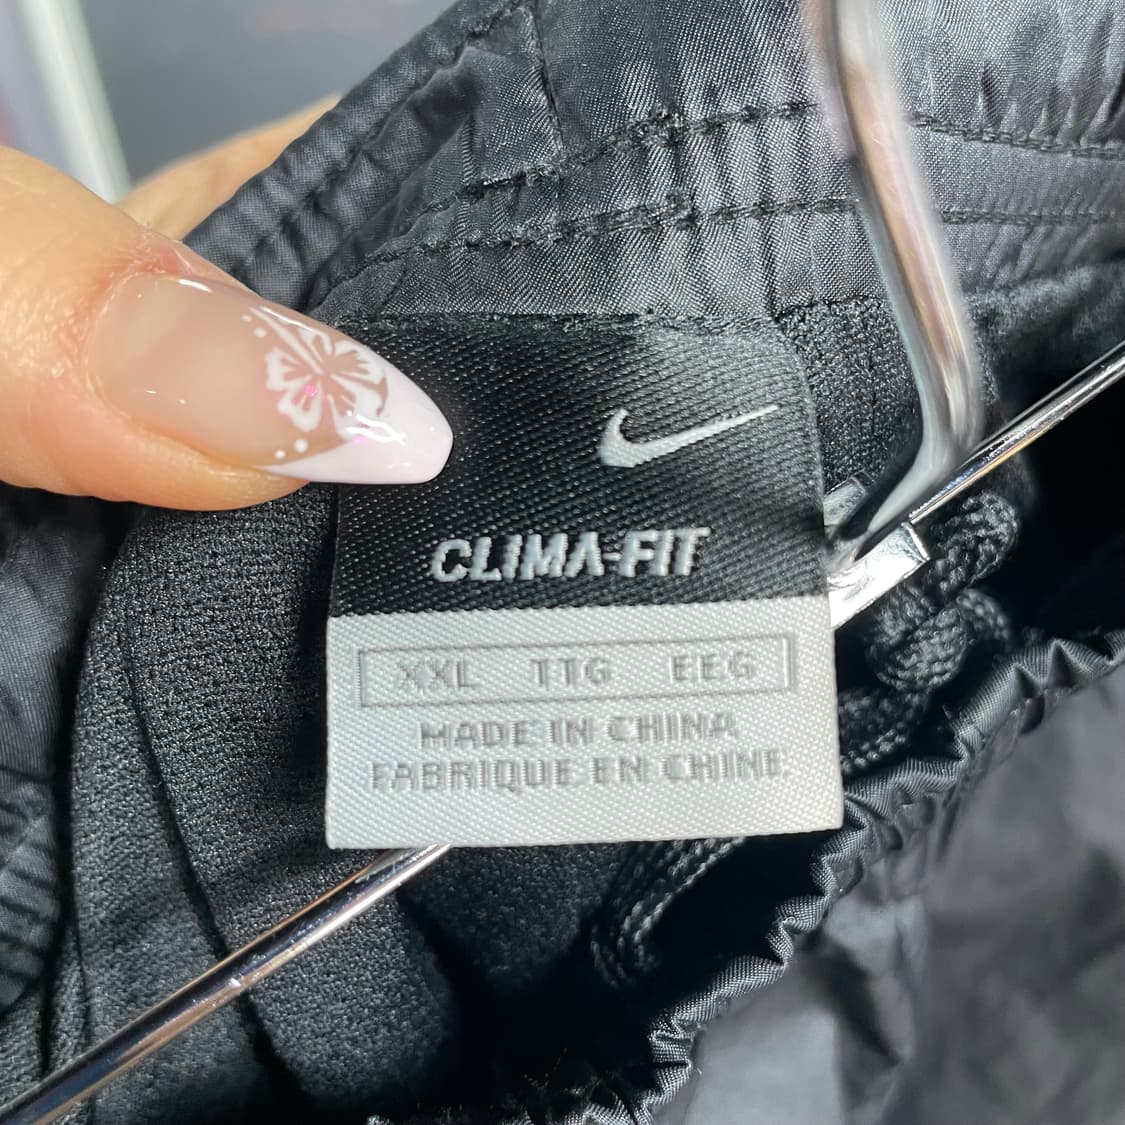 CLIMA-FIT
XXL TTG EEG
MADE IN CHINA
FABRIQUE EN CHINE